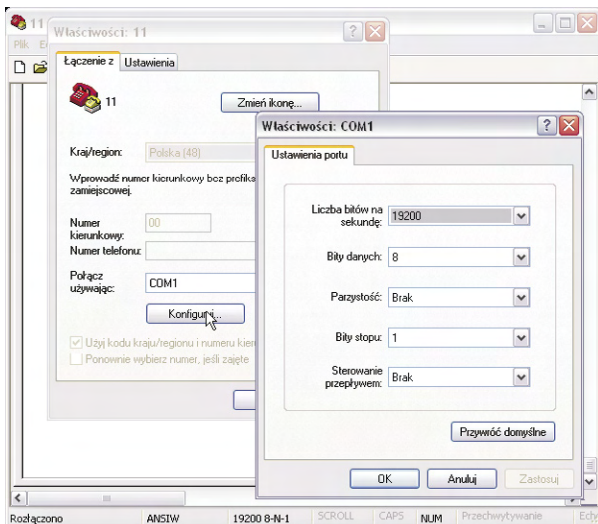 11
Plik
Właściwości: 11
Łączenie z
Ustawienia
11
Zmień ikonę...
Kraj/region:
Polska (48)
Wprowadź numer kierunkowy bez
zamiejscowej.
Numer
kierunkowy:
00
Numer telefonu:
Połącz
używając:
COM1
Użyj kodu kraju/regionu i numeru
Ponownie wybierz numer, jeśli zajęte
Właściwości: COM1
Ustawienia portu
Liczba bitów na
sekundę:
19200
Bity danych:
8
Parzystość:
Brak
Bity stopu:
1
Sterowanie
przepływem:
Brak
Przywróć domyślne
OK
Anuluj
Zastosuj
Rozłączono
ANSIW
19200 8-N-1
SCROLL
CAPS
NUM
Przechwytywanie